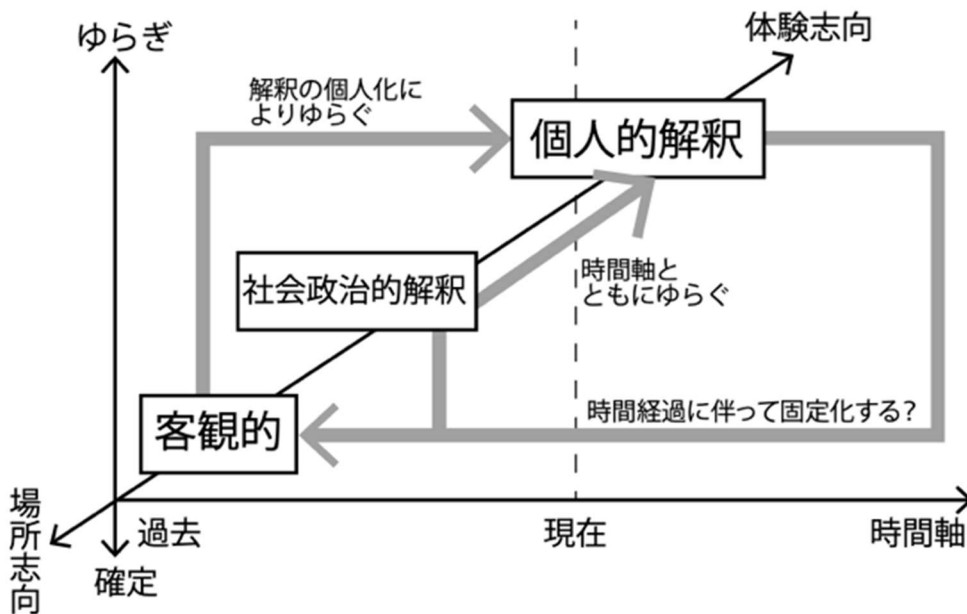 ゆらぎ
体験志向
解釈の個人化に
よりゆらぐ
個人的解釈
社会政治的解釈
時間軸と
ともにゆらぐ
客観的
時間経過に伴って固定化する?
場所志向
過去
現在
時間軸
確定